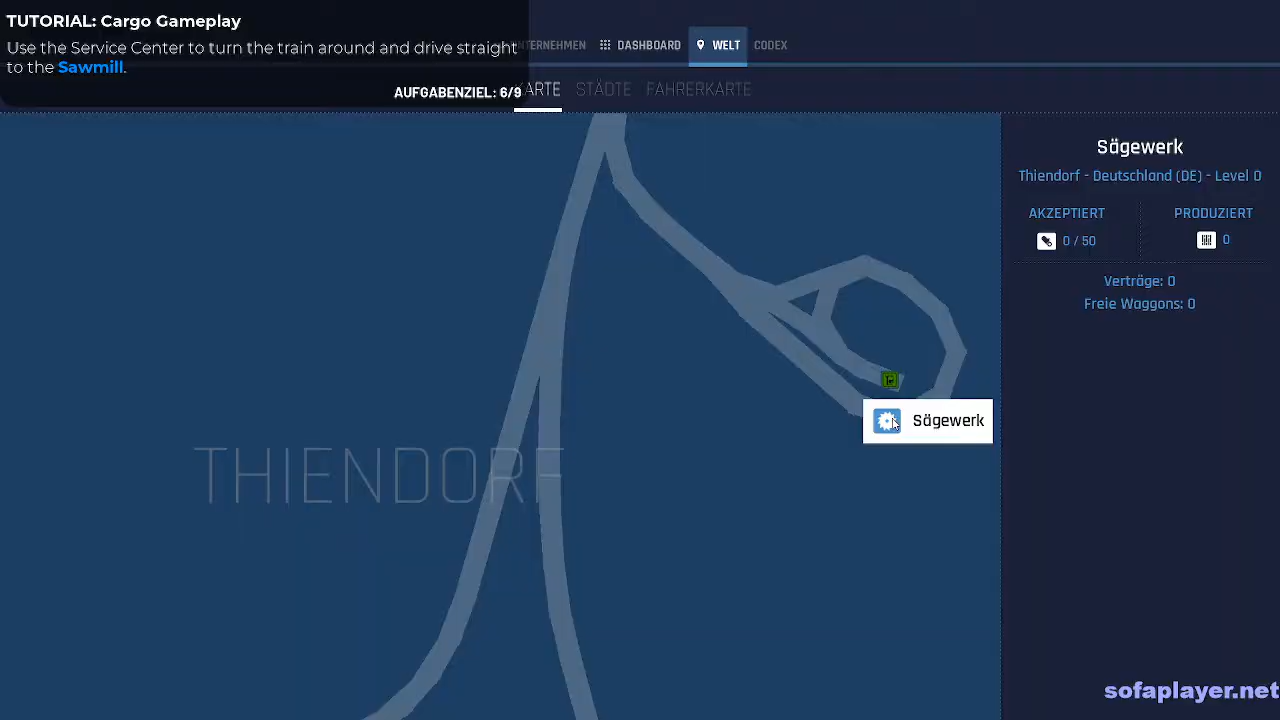 TUTORIAL: Cargo Gameplay
Use the Service Center to turn the train around and drive straight
to the Sawmill.
AUFGABENZIEL: 6/9
NTERNEHMEN
DASHBOARD
WELT
CODEX
KARTE
STÄDTE
FAHRERKARTE
Sägewerk
Thiendorf - Deutschland (DE) - Level 0
AKZEPTIERT
PRODUZIERT
0 / 50
0
Verträge: 0
Freie Waggons: 0
Sägewerk
THIENDORF
sofaplayer.net